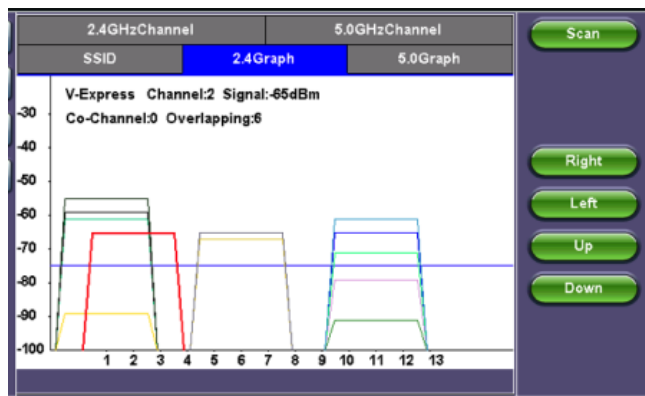 2.4GHzChannel 5.0GHzChannel
SSID 2.4Graph 5.0Graph
V-Express Channel:2 Signal:-65dBm
Co-Channel:0 Overlapping:6
-30
-40
-50
-60
-70
-80
-90
-100
1 2 3 4 5 6 7 8 9 10 11 12 13
Scan
Right
Left
Up
Down